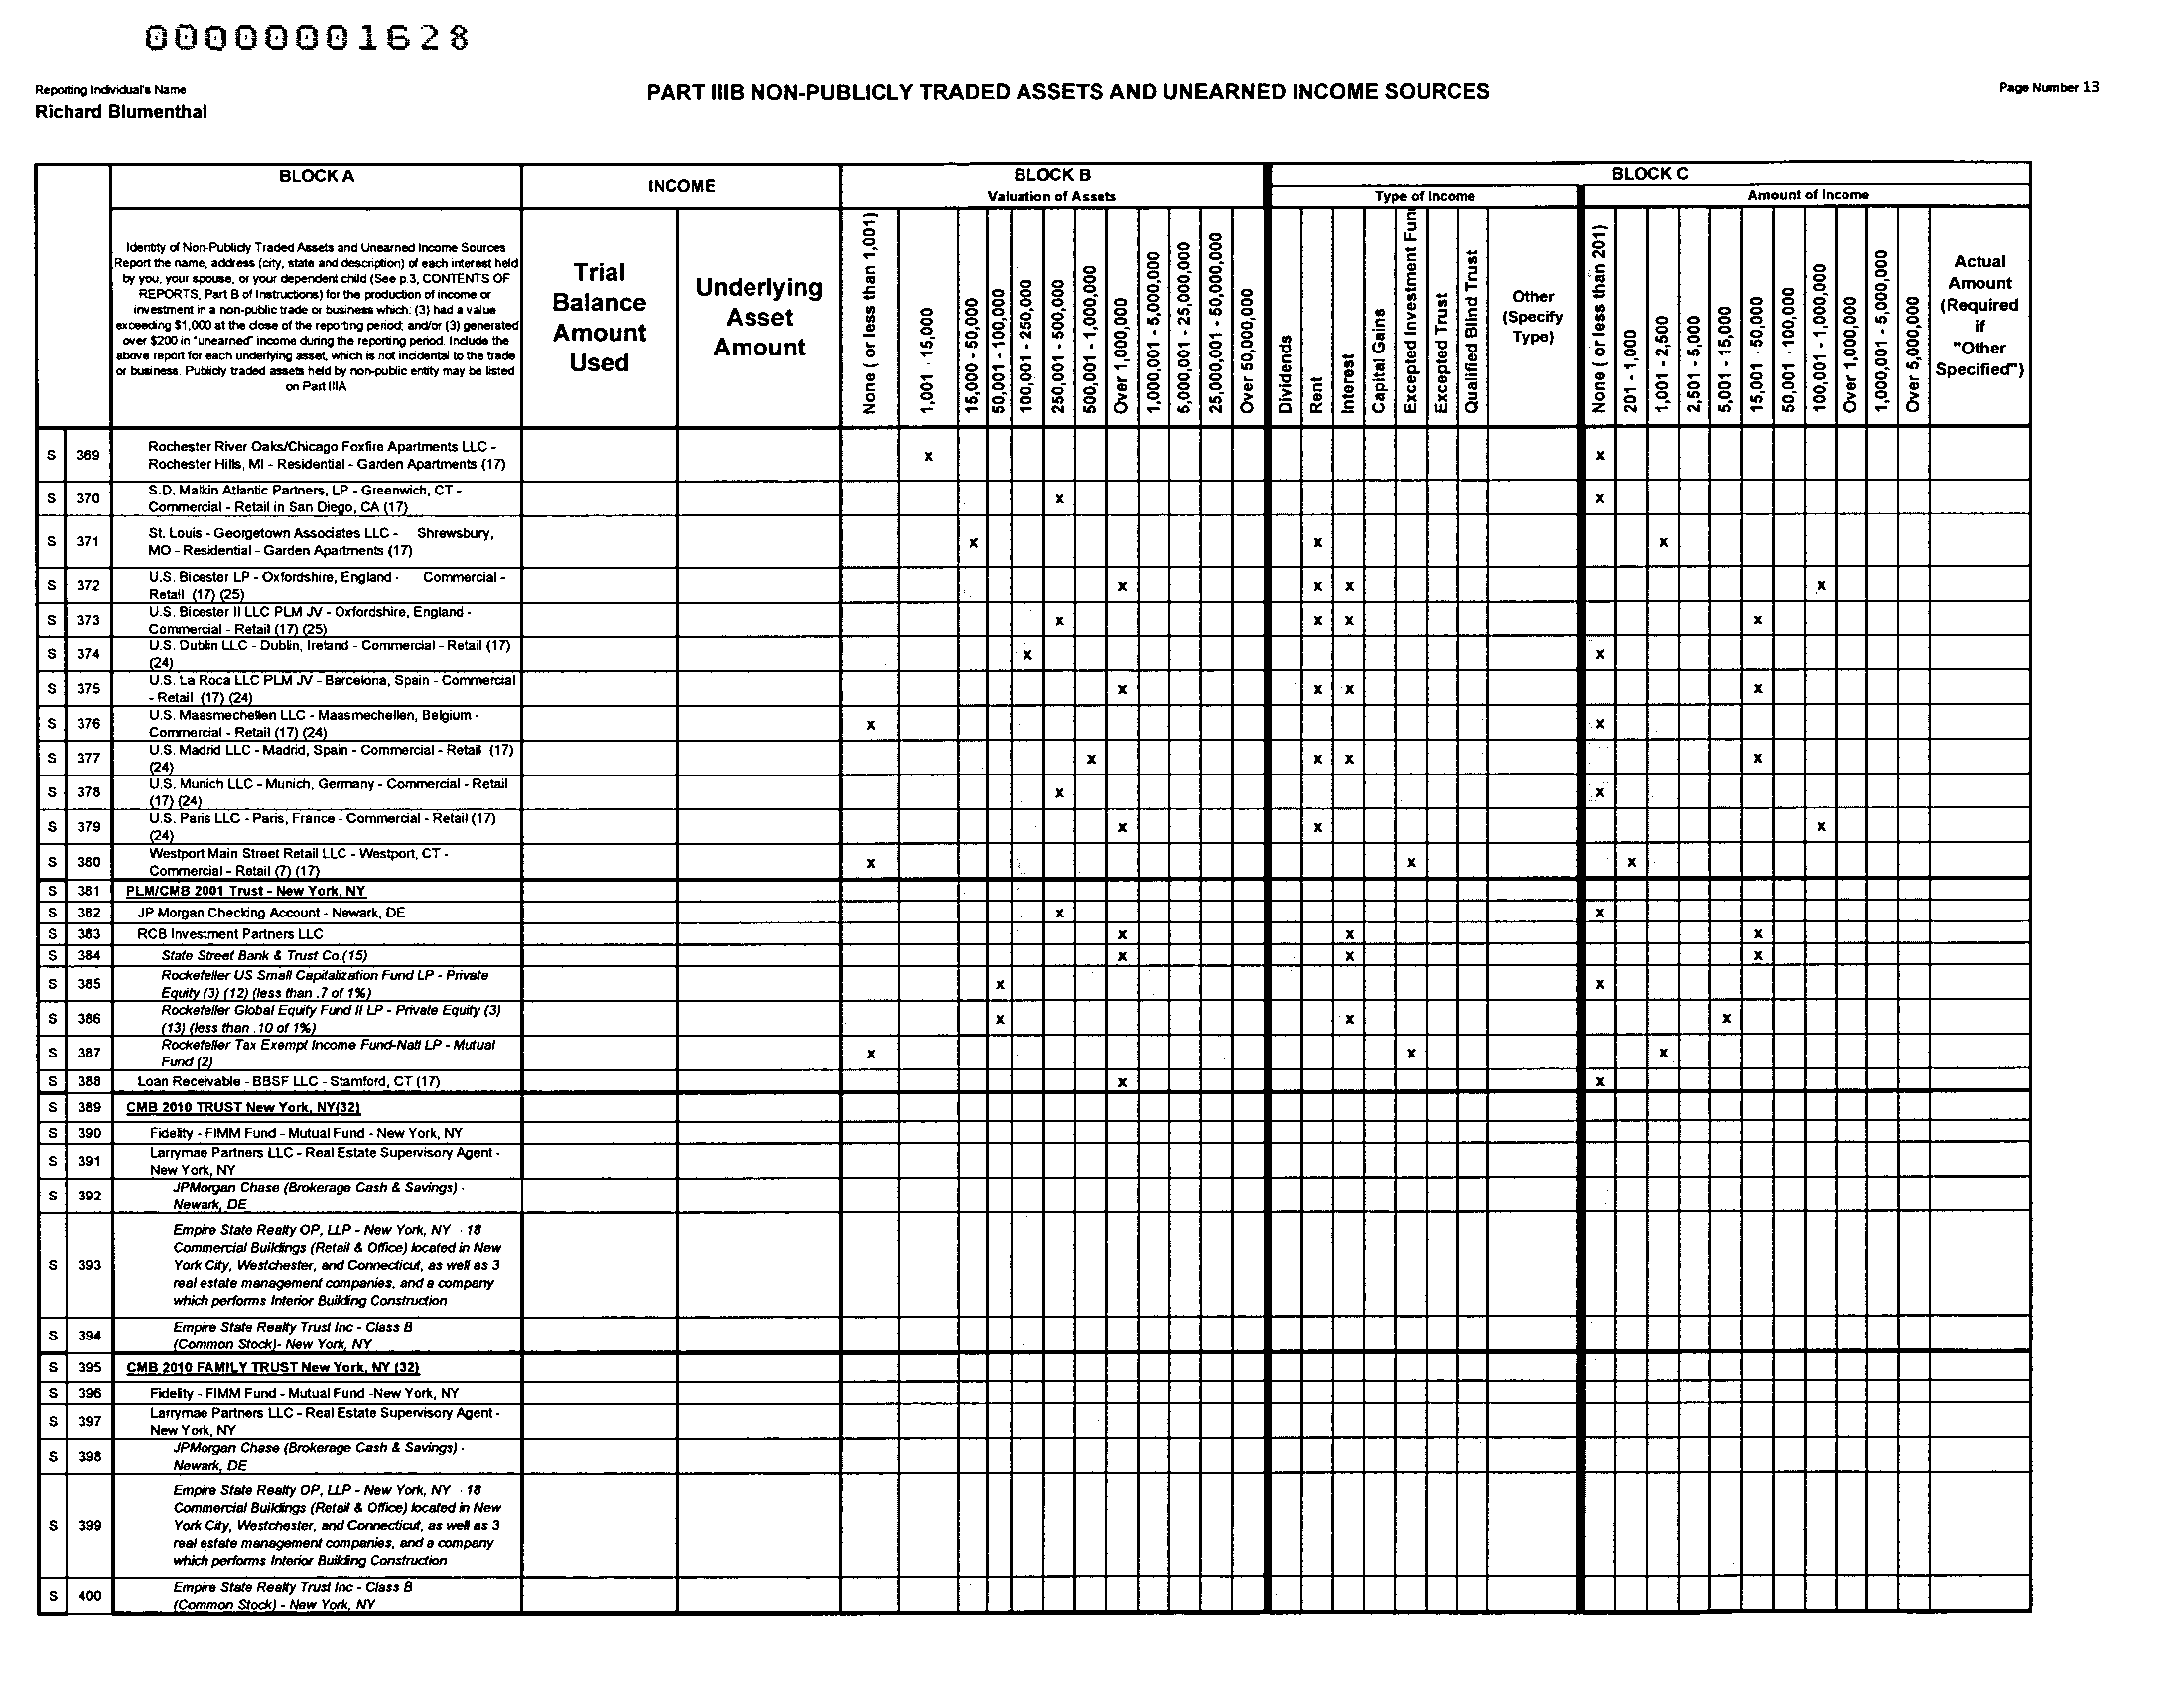 00000001628
Reporting Individual's Name
Richard Blumenthal
PART IIIB NON-PUBLICLY TRADED ASSETS AND UNEARNED INCOME SOURCES
Page Number 13
BLOCK A
INCOME
BLOCK B
Valuation of Assets
BLOCK C
Type of Income
Amount of Income
Identity of Non-Publicly Traded Assets and Unearned Income Sources
Report the name, address (city, state and description) of each interest held
by you, your spouse, or your dependent child (See p.3, CONTENTS OF
REPORTS, Part B of Instructions) for the production of income or
investment in a non-public trade or business which: (3) had a value
exceeding $1,000 at the close of the reporting period; and/or (3) generated
over $200 in "unearned" income during the reporting period. Include the
above report for each underlying asset, which is not incidental to the trade
or business. Publicly traded assets held by non-public entity may be listed
on Part IIIA
Trial
Balance
Amount
Used
Underlying
Asset
Amount
None ( or less than 1,001)
1,001 - 15,000
15,000 - 50,000
50,001 - 100,000
100,001 - 250,000
250,001 - 500,000
500,001 - 1,000,000
Over 1,000,000
1,000,001 - 5,000,000
5,000,001 - 25,000,000
25,000,001 - 50,000,000
Over 50,000,000
Dividends
Rent
Interest
Capital Gains
Excepted Investment Fund
Excepted Trust
Qualified Blind Trust
Other
(Specify
Type)
None ( or less than 201)
201 - 1,000
1,001 - 2,500
2,501 - 5,000
5,001 - 15,000
15,001 - 50,000
50,001 - 100,000
100,001 - 1,000,000
Over 1,000,000
1,000,001 - 5,000,000
Over 5,000,000
Actual
Amount
(Required
if
"Other
Specified")
S 369 Rochester River Oaks/Chicago Foxfire Apartments LLC -
Rochester Hills, MI - Residential - Garden Apartments (17) x x
S 370 S.D. Malkin Atlantic Partners, LP - Greenwich, CT -
Commercial - Retail in San Diego, CA (17) x x
S 371 St. Louis - Georgetown Associates LLC - Shrewsbury,
MO - Residential - Garden Apartments (17) x x x
S 372 U.S. Bicester LP - Oxfordshire, England - Commercial -
Retail (17) (25) x x x x
S 373 U.S. Bicester II LLC PLM JV - Oxfordshire, England -
Commercial - Retail (17) (25) x x x x
S 374 U.S. Dublin LLC - Dublin, Ireland - Commercial - Retail (17)
(24) x x
S 375 U.S. La Roca LLC PLM JV - Barcelona, Spain - Commercial
- Retail (17) (24) x x x x
S 376 U.S. Maasmechelen LLC - Maasmechellen, Belgium -
Commercial - Retail (17) (24) x x
S 377 U.S. Madrid LLC - Madrid, Spain - Commercial - Retail (17)
(24) x x x x
S 378 U.S. Munich LLC - Munich, Germany - Commercial - Retail
(17) (24) x x
S 379 U.S. Paris LLC - Paris, France - Commercial - Retail (17)
(24) x x x
S 380 Westport Main Street Retail LLC - Westport, CT -
Commercial - Retail (7) (17) x x x
S 381 PLM/CMB 2001 Trust - New York, NY
S 382 JP Morgan Checking Account - Newark, DE x x
S 383 RCB Investment Partners LLC x x x
S 384 State Street Bank & Trust Co.(15) x x x
S 385 Rockefeller US Small Capitalization Fund LP - Private
Equity (3) (12) (less than .7 of 1%) x x
S 386 Rockefeller Global Equity Fund II LP - Private Equity (3)
(13) (less than .10 of 1%) x x x
S 387 Rockefeller Tax Exempt Income Fund-Natl LP - Mutual
Fund (2) x x x
S 388 Loan Receivable - BBSF LLC - Stamford, CT (17) x x
S 389 CMB 2010 TRUST New York, NY(32)
S 390 Fidelity - FIMM Fund - Mutual Fund - New York, NY
S 391 Larrymae Partners LLC - Real Estate Supervisory Agent -
New York, NY
S 392 JPMorgan Chase (Brokerage Cash & Savings) -
Newark, DE
S 393 Empire State Realty OP, LLP - New York, NY - 18
Commercial Buildings (Retail & Office) located in New
York City, Westchester, and Connecticut, as well as 3
real estate management companies, and a company
which performs Interior Building Construction
S 394 Empire State Realty Trust Inc - Class B
(Common Stock)- New York, NY
S 395 CMB 2010 FAMILY TRUST New York, NY (32)
S 396 Fidelity - FIMM Fund - Mutual Fund -New York, NY
S 397 Larrymae Partners LLC - Real Estate Supervisory Agent -
New York, NY
S 398 JPMorgan Chase (Brokerage Cash & Savings) -
Newark, DE
S 399 Empire State Realty OP, LLP - New York, NY - 18
Commercial Buildings (Retail & Office) located in New
York City, Westchester, and Connecticut, as well as 3
real estate management companies, and a company
which performs Interior Building Construction
S 400 Empire State Realty Trust Inc - Class B
(Common Stock) - New York, NY